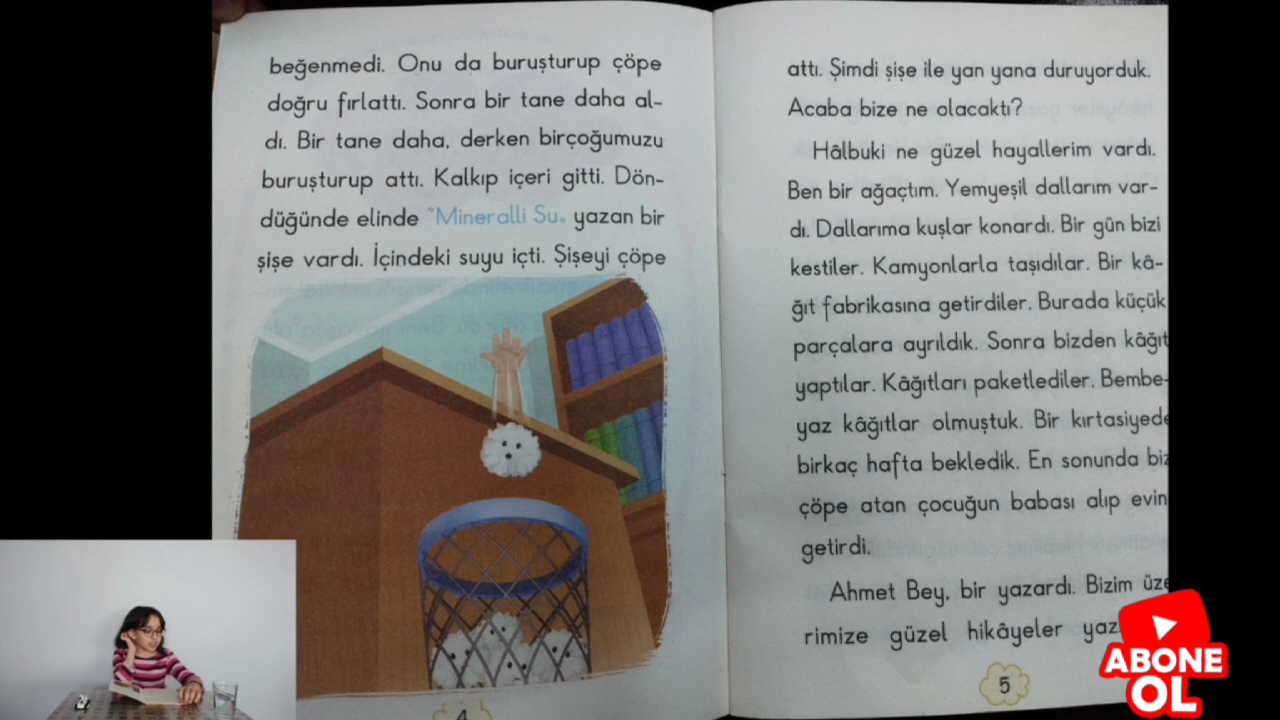 beğenmedi. Onu da buruşturup çöpe
doğru fırlattı. Sonra bir tane daha al-
dı. Bir tane daha, derken birçoğumuzu
buruşturup attı. Kalkıp içeri gitti. Dön-
düğünde elinde "Mineralli Su" yazan bir
şişe vardı. İçindeki suyu içti. Şişeyi çöpe
4
attı. Şimdi şişe ile yan yana duruyorduk.
Acaba bize ne olacaktı?
Hâlbuki ne güzel hayallerim vardı.
Ben bir ağaçtım. Yemyeşil dallarım var-
dı. Dallarıma kuşlar konardı. Bir gün bizi
kestiler. Kamyonlarla taşıdılar. Bir kâ-
ğıt fabrikasına getirdiler. Burada küçük
parçalara ayrıldık. Sonra bizden kâğıt
yaptılar. Kâğıtları paketlediler. Bembe-
yaz kâğıtlar olmuştuk. Bir kırtasiyede
birkaç hafta bekledik. En sonunda biz
çöpe atan çocuğun babası alıp evin
getirdi.
Ahmet Bey, bir yazardı. Bizim üze
rimize güzel hikâyeler yaz
5
ABONE
OL